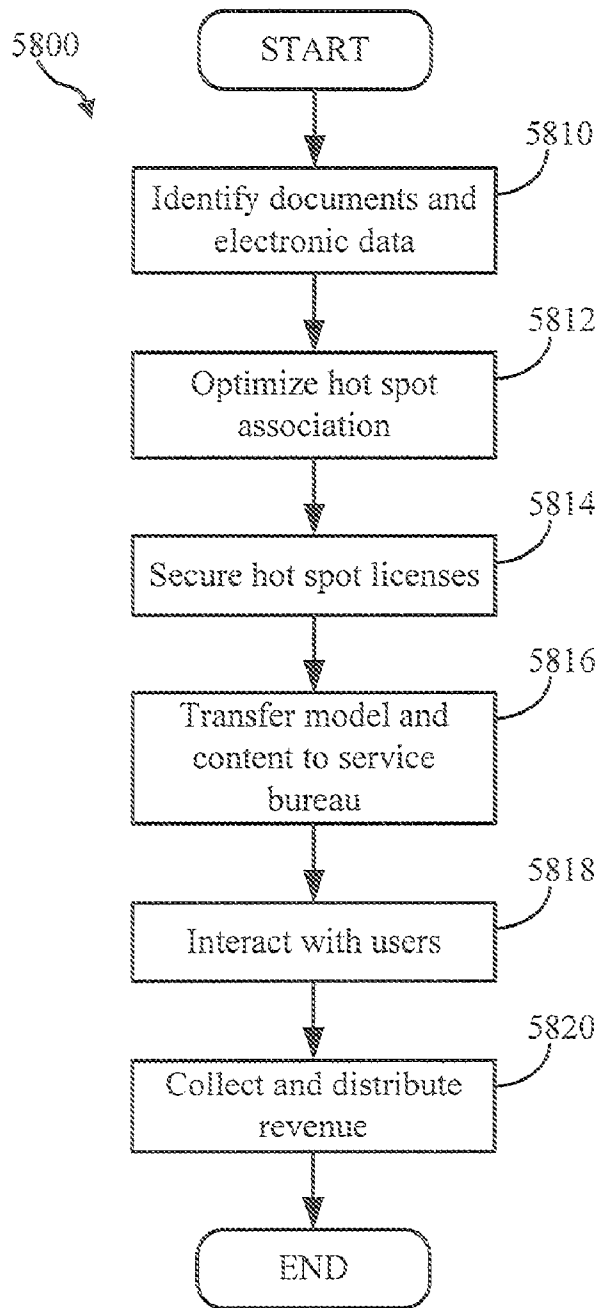 5800
START
5810
Identify documents and
electronic data
5812
Optimize hot spot
association
5814
Secure hot spot licenses
5816
Transfer model and
content to service
bureau
5818
Interact with users
5820
Collect and distribute
revenue
END